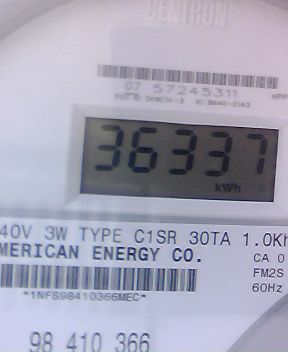 CENTRON®
07 57245311
36337
kWh
40V 3W TYPE C1SR 30TA 1.0Kh
MERICAN ENERGY CO.
CA 0
FM2S
60Hz
*1NFS98410366MEC*
98 410 366